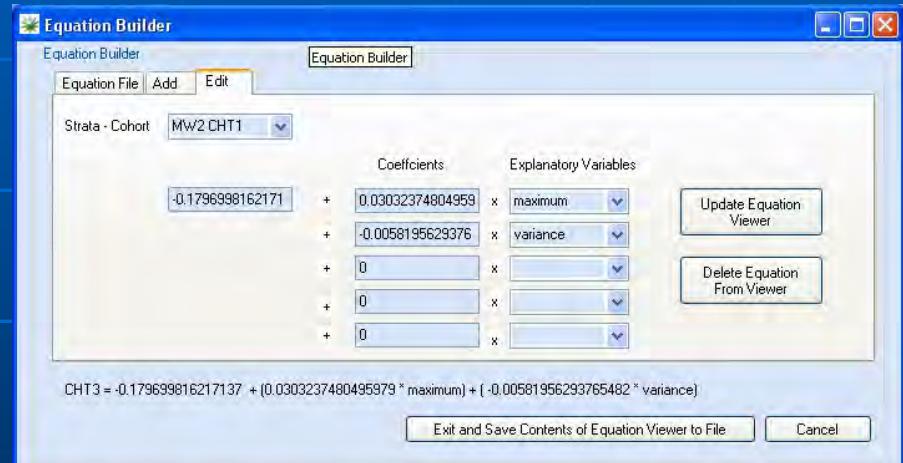 Equation Builder
Equation Builder
Equation Builder
Equation File Add Edit
Strata - Cohort MW2 CHT1
Coeffcients Explanatory Variables
-0.1796998162171 + 0.03032374804959 x maximum
+ -0.0058195629376 x variance
+ 0 x
+ 0 x
+ 0 x
Update Equation
Viewer
Delete Equation
From Viewer
CHT3 = -0.179699816217137 + (0.0303237480495979 * maximum) + ( -0.00581956293765482 * variance)
Exit and Save Contents of Equation Viewer to File Cancel